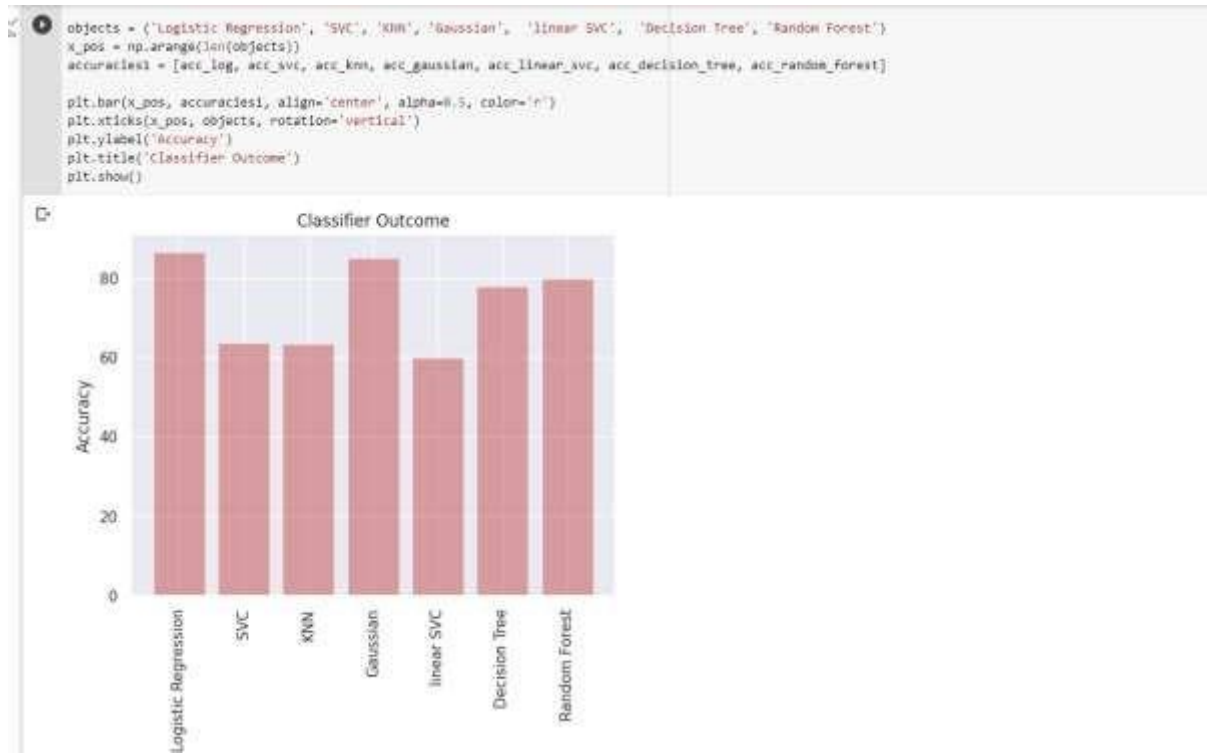 objects = ('Logistic Regression', 'SVC', 'KNN', 'Gaussian', 'linear SVC', 'Decision Tree', 'Random Forest')
x_pos = np.arange(len(objects))
accuracies1 = [acc_log, acc_svc, acc_knn, acc_gaussian, acc_linear_svc, acc_decision_tree, acc_random_forest]
plt.bar(x_pos, accuracies1, align='center', alpha=0.5, color='r')
plt.xticks(x_pos, objects, rotation='vertical')
plt.ylabel('Accuracy')
plt.title('Classifier Outcome')
plt.show()
Classifier Outcome
80
60
40
20
0
Accuracy
Logistic Regression
SVC
KNN
Gaussian
linear SVC
Decision Tree
Random Forest